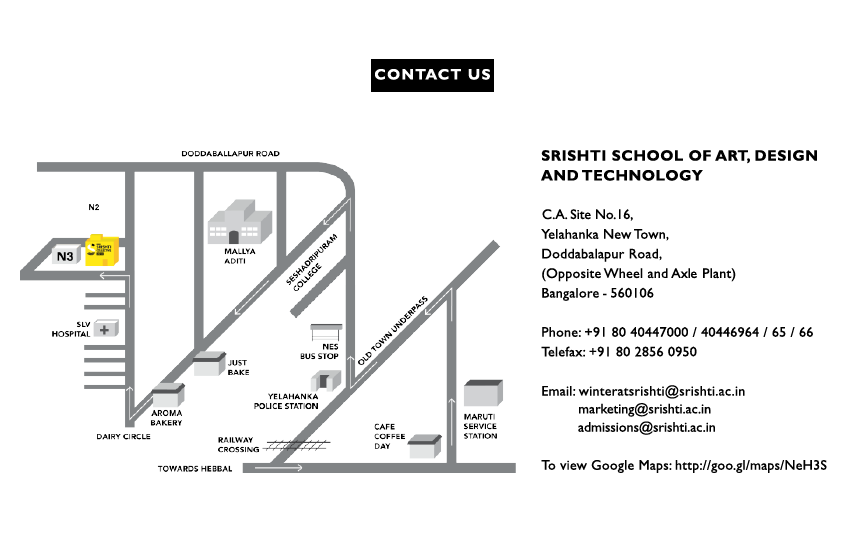 CONTACT US
DODDABALLAPUR ROAD
N2
N3
MALLYA
ADITI
SESHADRIPURAM
COLLEGE
SLV
HOSPITAL
NES
BUS STOP
OLD TOWN UNDERPASS
JUST
BAKE
YELAHANKA
POLICE STATION
AROMA
BAKERY
DAIRY CIRCLE
RAILWAY
CROSSING
CAFE
COFFEE
DAY
MARUTI
SERVICE
STATION
TOWARDS HEBBAL
SRISHTI SCHOOL OF ART, DESIGN
AND TECHNOLOGY
C.A. Site No.16,
Yelahanka New Town,
Doddabalapur Road,
(Opposite Wheel and Axle Plant)
Bangalore - 560106
Phone: +91 80 40447000 / 40446964 / 65 / 66
Telefax: +91 80 2856 0950
Email: winteratsrishti@srishti.ac.in
marketing@srishti.ac.in
admissions@srishti.ac.in
To view Google Maps: http://goo.gl/maps/NeH3S